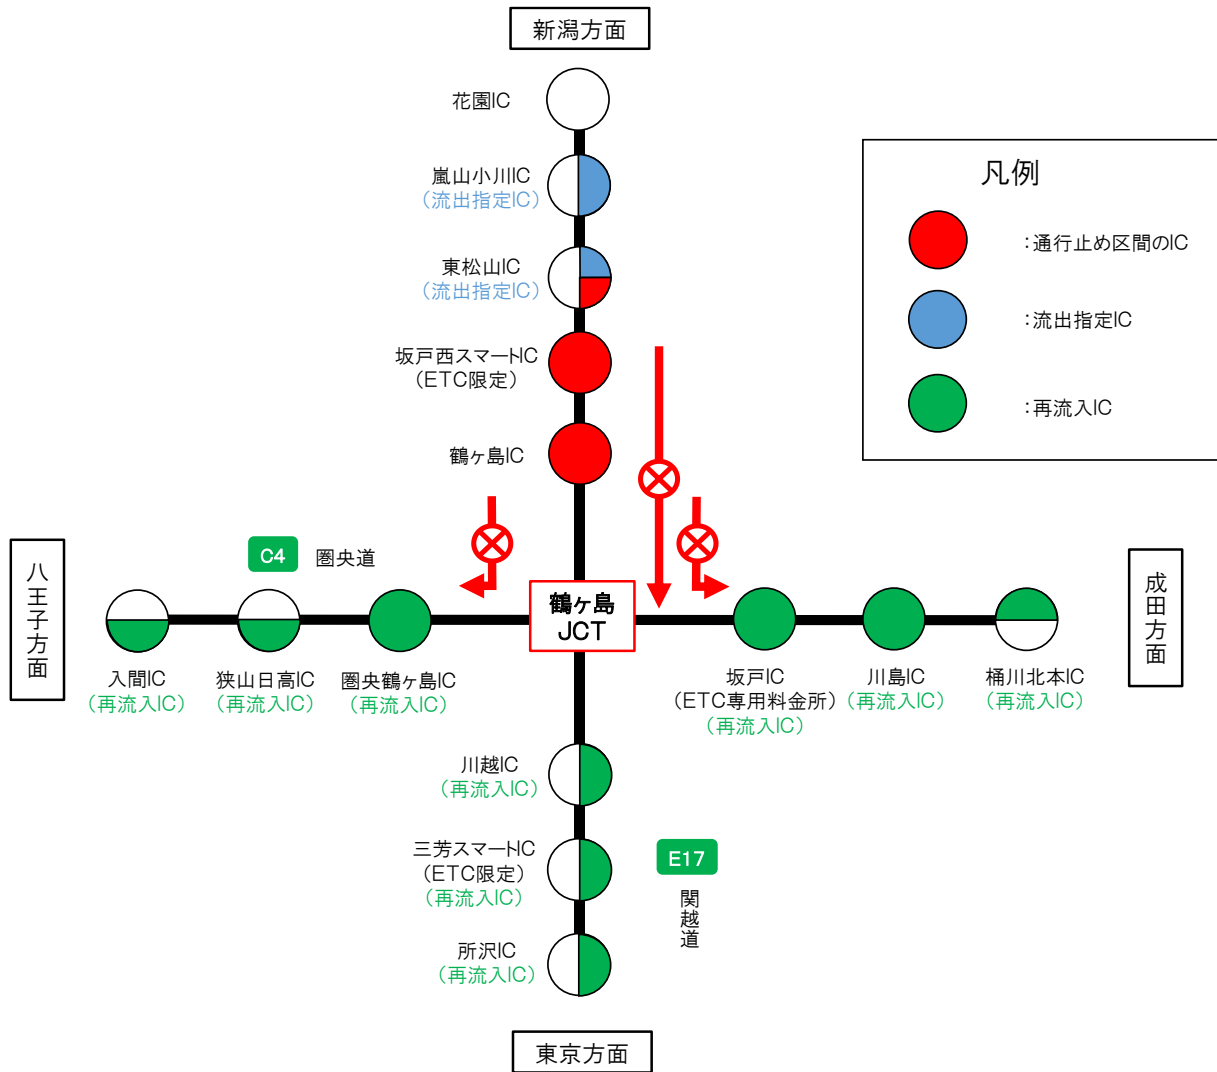 新潟方面
花園IC
嵐山小川IC
（流出指定IC）
東松山IC
（流出指定IC）
坂戸西スマートIC
（ETC限定）
鶴ヶ島IC
凡例
：通行止め区間のIC
：流出指定IC
：再流入IC
八王子方面
C4 圏央道
鶴ヶ島
JCT
成田方面
入間IC
（再流入IC）
狭山日高IC
（再流入IC）
圏央鶴ヶ島IC
（再流入IC）
坂戸IC
（ETC専用料金所）
（再流入IC）
川島IC
（再流入IC）
桶川北本IC
（再流入IC）
川越IC
（再流入IC）
三芳スマートIC
（ETC限定）
（再流入IC）
E17
関越道
所沢IC
（再流入IC）
東京方面